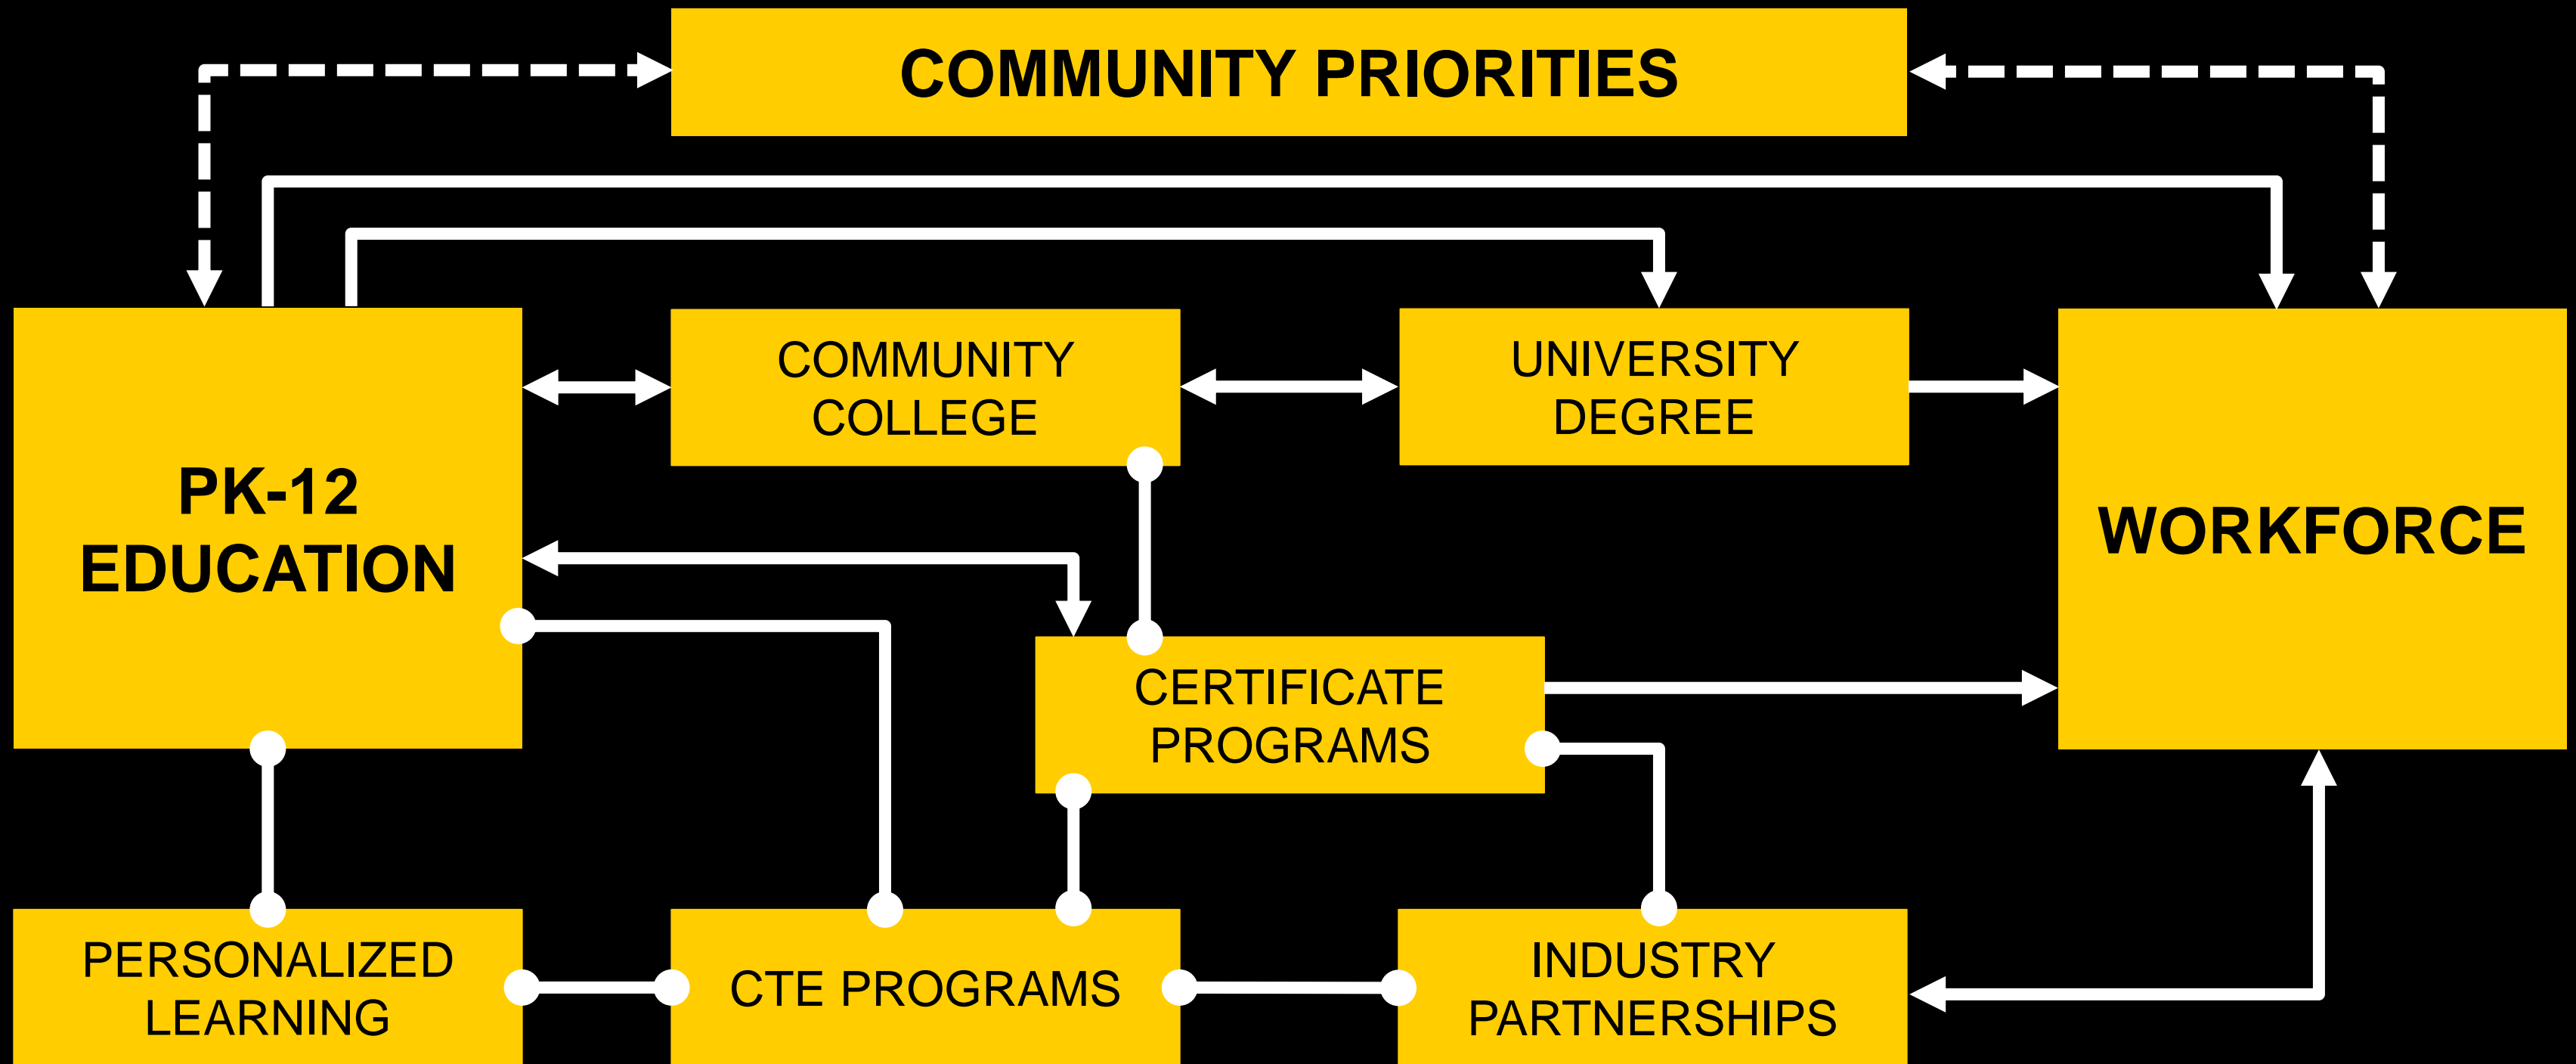 COMMUNITY PRIORITIES
COMMUNITY
COLLEGE
UNIVERSITY
DEGREE
PK-12
EDUCATION
WORKFORCE
CERTIFICATE
PROGRAMS
PERSONALIZED
LEARNING
CTE PROGRAMS
INDUSTRY
PARTNERSHIPS